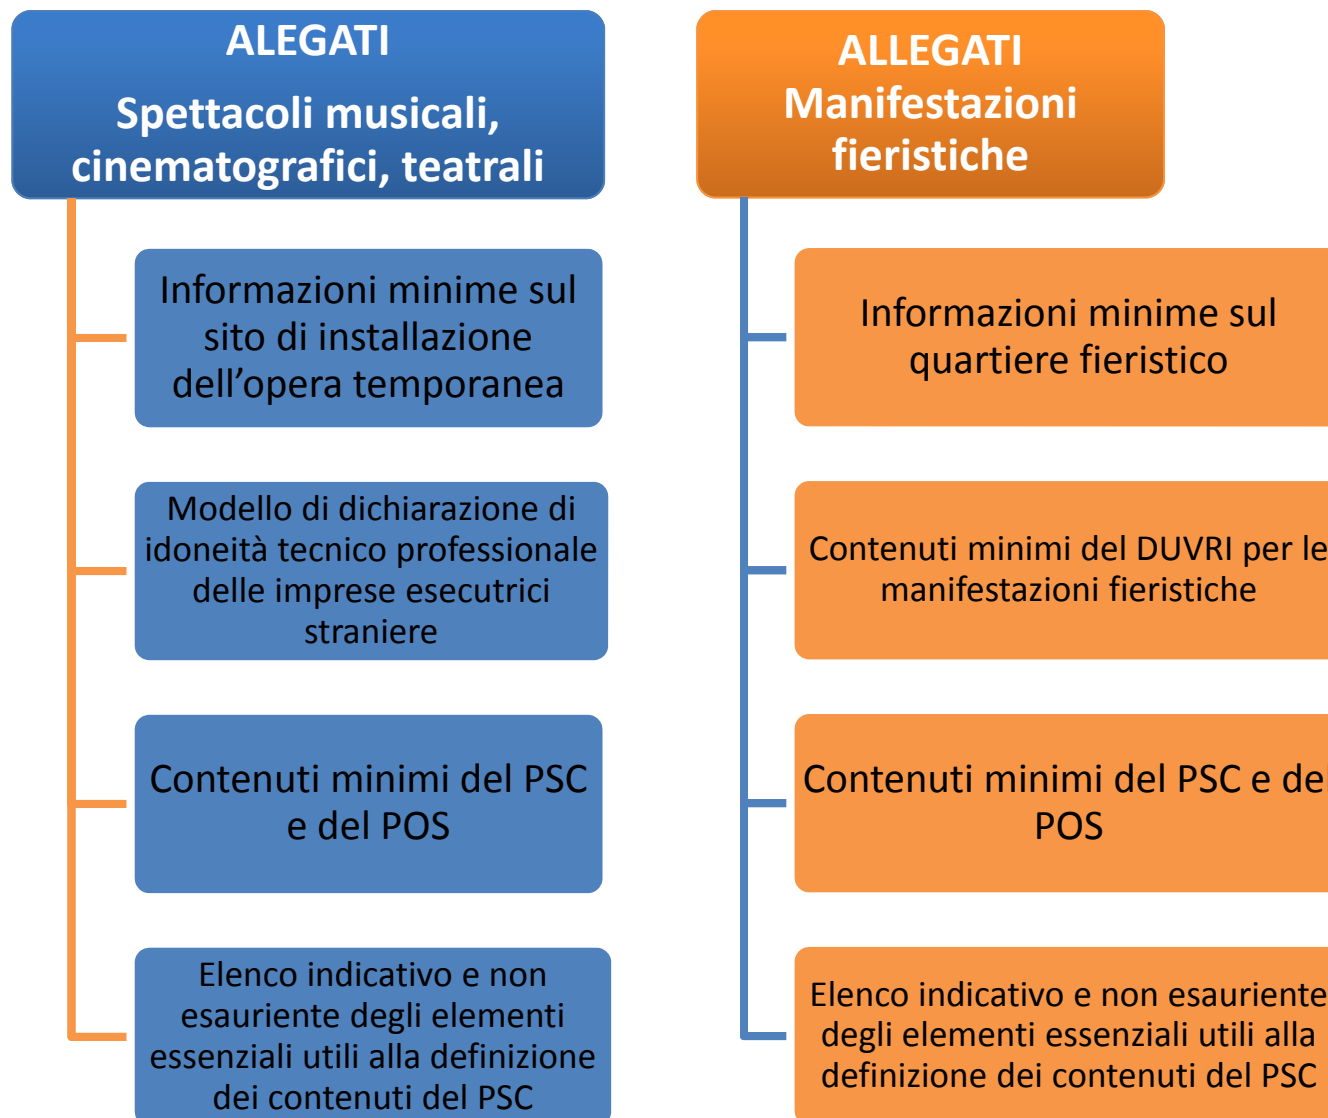 ALEGATI
Spettacoli musicali,
cinematografici, teatrali
Informazioni minime sul
sito di installazione
dell’opera temporanea
Modello di dichiarazione di
idoneità tecnico professionale
delle imprese esecutrici
straniere
Contenuti minimi del PSC
e del POS
Elenco indicativo e non
esauriente degli elementi
essenziali utili alla definizione
dei contenuti del PSC
ALLEGATI
Manifestazioni
fieristiche
Informazioni minime sul
quartiere fieristico
Contenuti minimi del DUVRI per le
manifestazioni fieristiche
Contenuti minimi del PSC e del
POS
Elenco indicativo e non esauriente
degli elementi essenziali utili alla
definizione dei contenuti del PSC